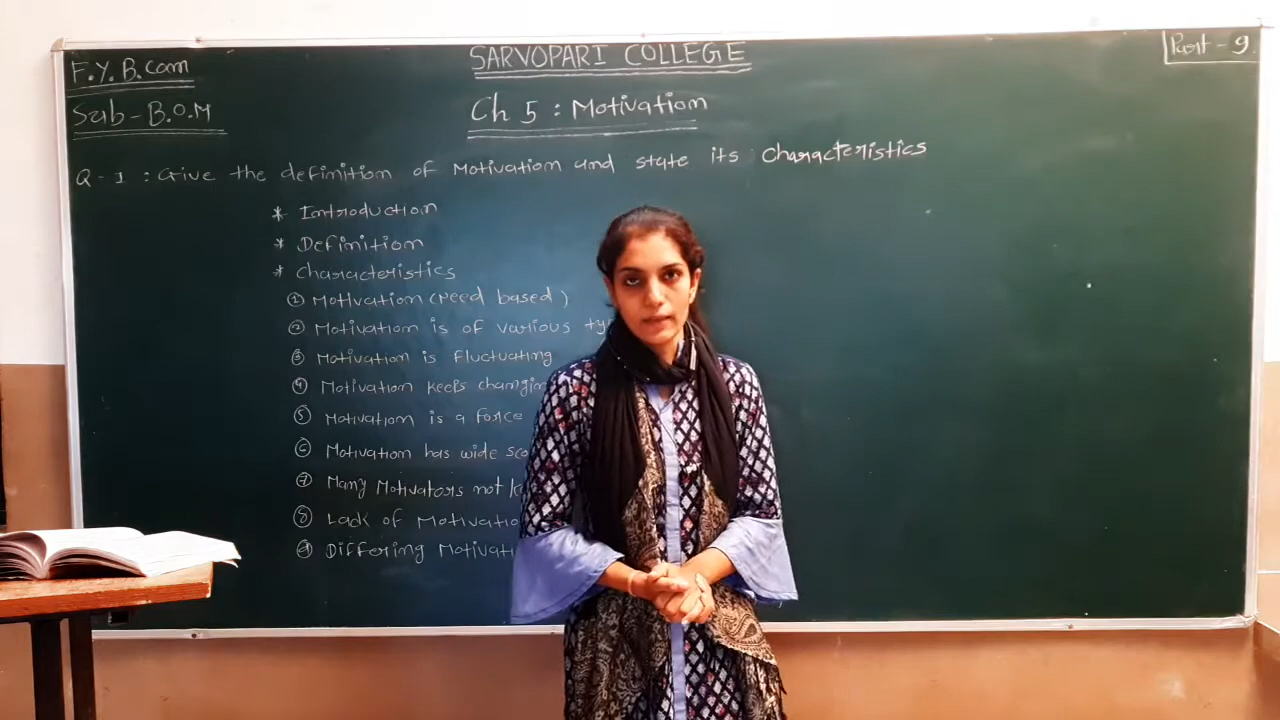 F.Y.B.Com
SARVOPARI COLLEGE
Part - 9
Sub - B.O.M
Ch 5 : Motivation
Q - 1 : Give the definition of Motivation and state its characteristics
* Introduction
* Definition
* Characteristics
① Motivation (Need based)
② Motivation is of various
③ Motivation is Fluctuating
④ Motivation keeps
⑤ Motivation is a force
⑥ Motivation has wide
⑦ Many Motivators not
⑧ Lack of
⑨ Differing